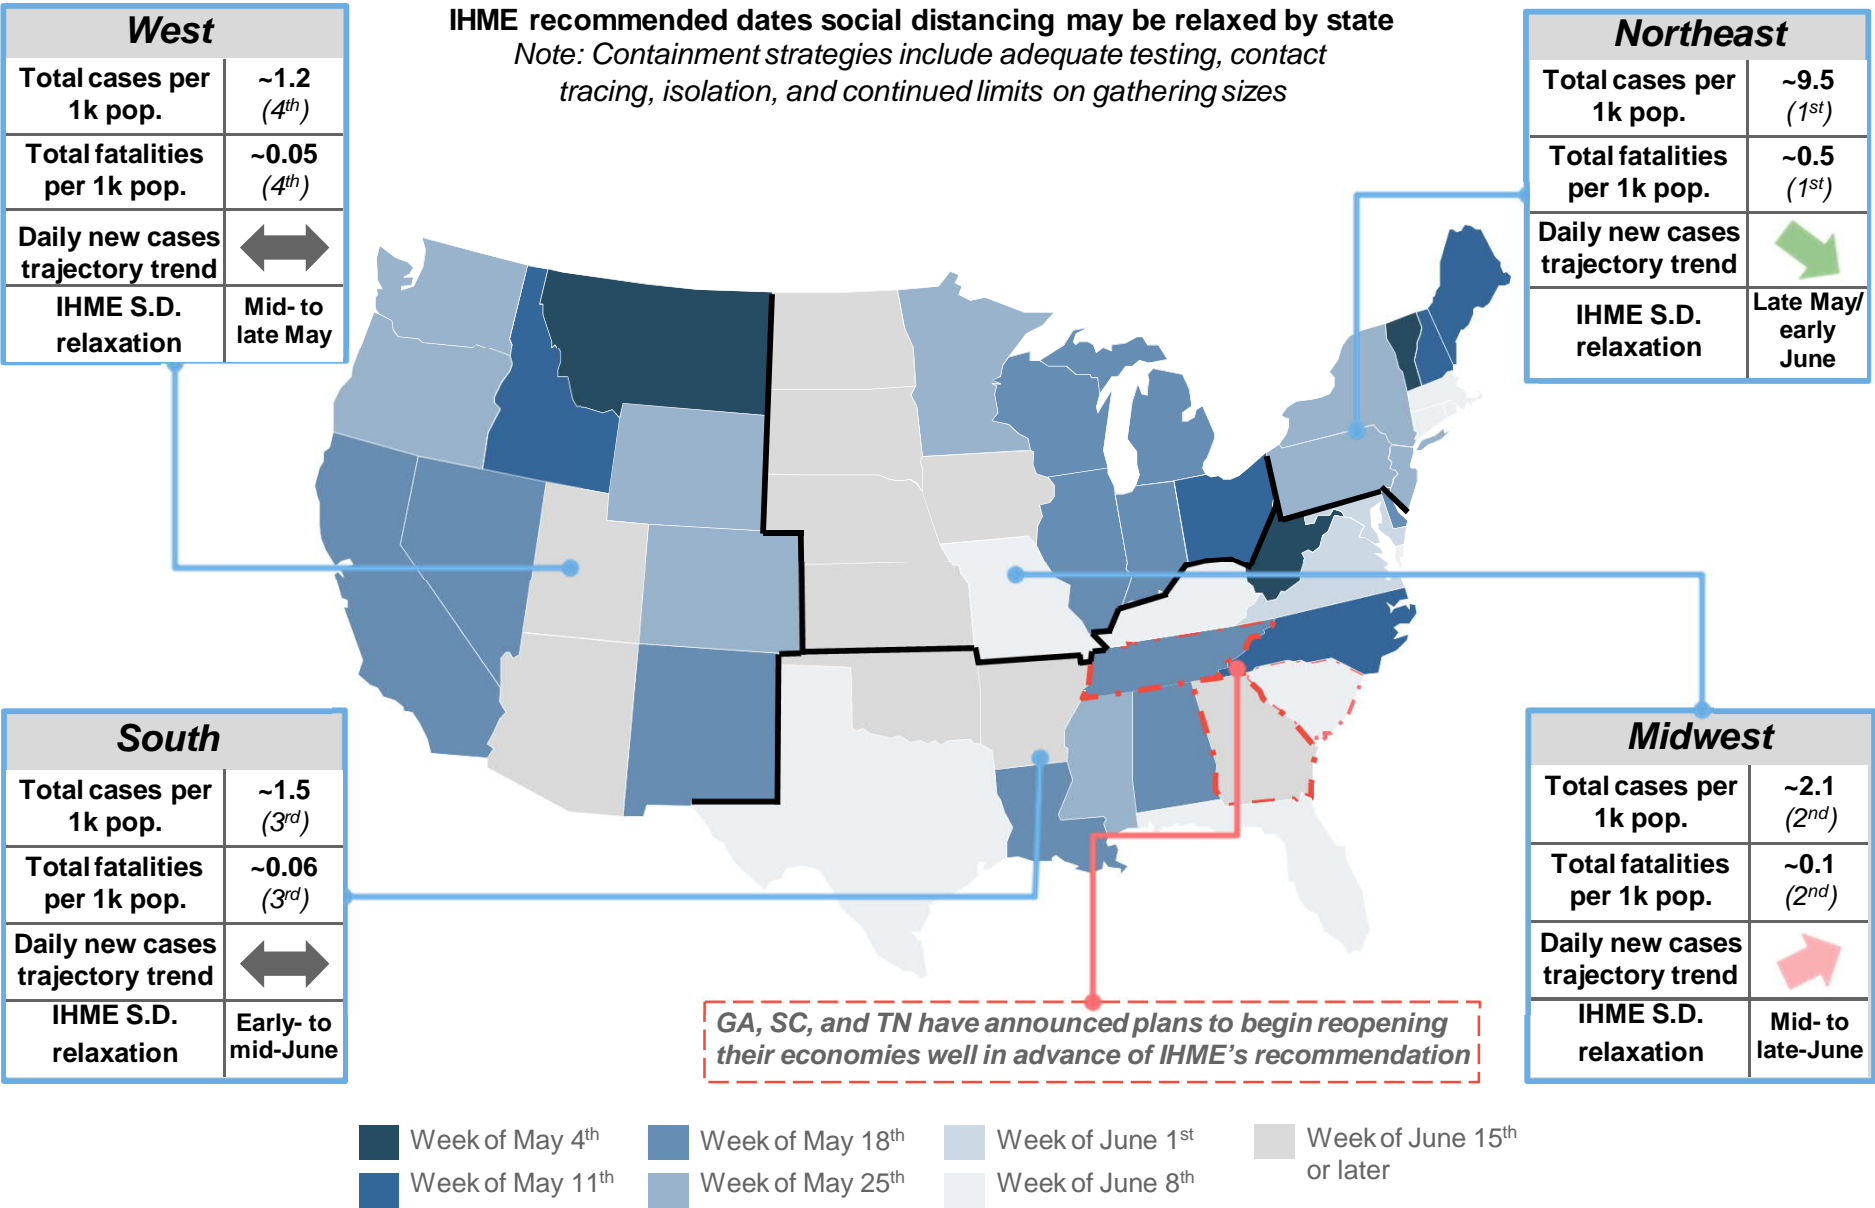 IHME recommended dates social distancing may be relaxed by state
Note: Containment strategies include adequate testing, contact
tracing, isolation, and continued limits on gathering sizes
West
Total cases per
1k pop.
~1.2
(4th)
Total fatalities
per 1k pop.
~0.05
(4th)
Daily new cases
trajectory trend
IHME S.D.
relaxation
Mid- to
late May
Northeast
Total cases per
1k pop.
~9.5
(1st)
Total fatalities
per 1k pop.
~0.5
(1st)
Daily new cases
trajectory trend
IHME S.D.
relaxation
Late May/
early
June
South
Total cases per
1k pop.
~1.5
(3rd)
Total fatalities
per 1k pop.
~0.06
(3rd)
Daily new cases
trajectory trend
IHME S.D.
relaxation
Early- to
mid-June
Midwest
Total cases per
1k pop.
~2.1
(2nd)
Total fatalities
per 1k pop.
~0.1
(2nd)
Daily new cases
trajectory trend
IHME S.D.
relaxation
Mid- to
late-June
GA, SC, and TN have announced plans to begin reopening
their economies well in advance of IHME's recommendation
Week of May 4th
Week of May 11th
Week of May 18th
Week of May 25th
Week of June 1st
Week of June 8th
Week of June 15th
or later